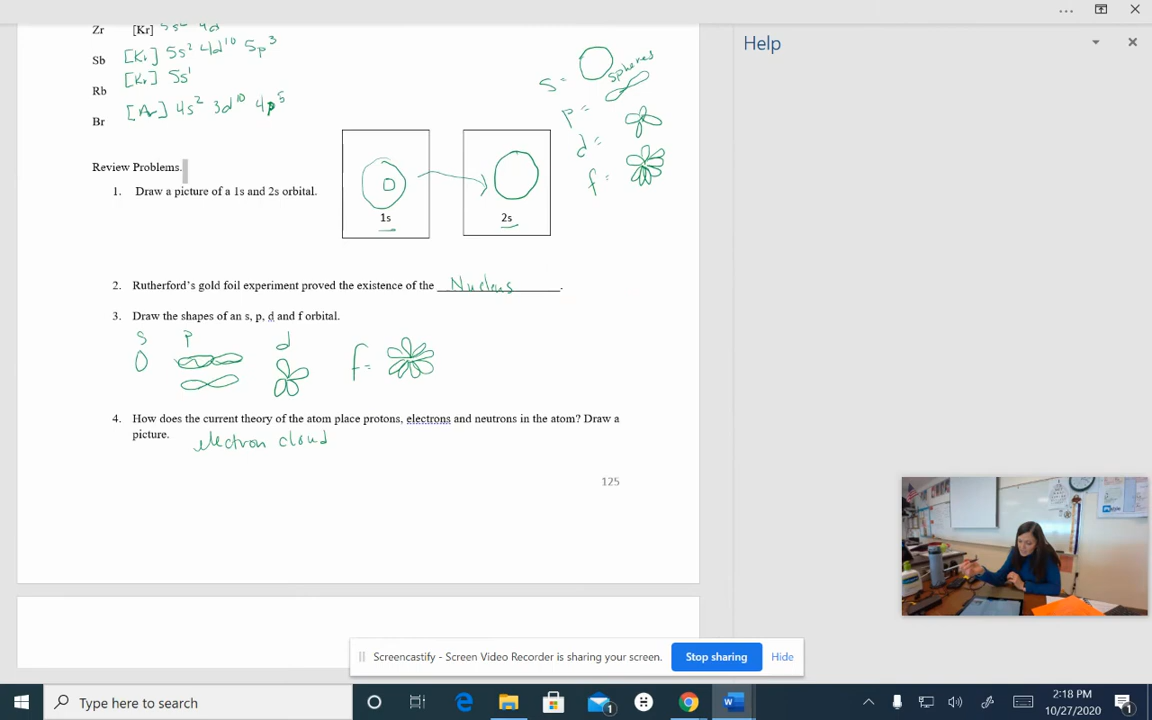 Zr [Kr] 5s² 4d
Help
Sb [Kr] 5s² 4d¹⁰ 5p³
Rb [Kr] 5s¹
Br [Ar] 4s² 3d¹⁰ 4p⁵
s = spheres
p =
d =
f =
Review Problems.
1. Draw a picture of a 1s and 2s orbital.
1s 2s
2. Rutherford's gold foil experiment proved the existence of the Nucleus.
3. Draw the shapes of an s, p, d and f orbital.
s p d f =
4. How does the current theory of the atom place protons, electrons and neutrons in the atom? Draw a
picture. electron cloud
125
Screencastify - Screen Video Recorder is sharing your screen. Stop sharing Hide
Type here to search
1
2:18 PM
10/27/2020
1